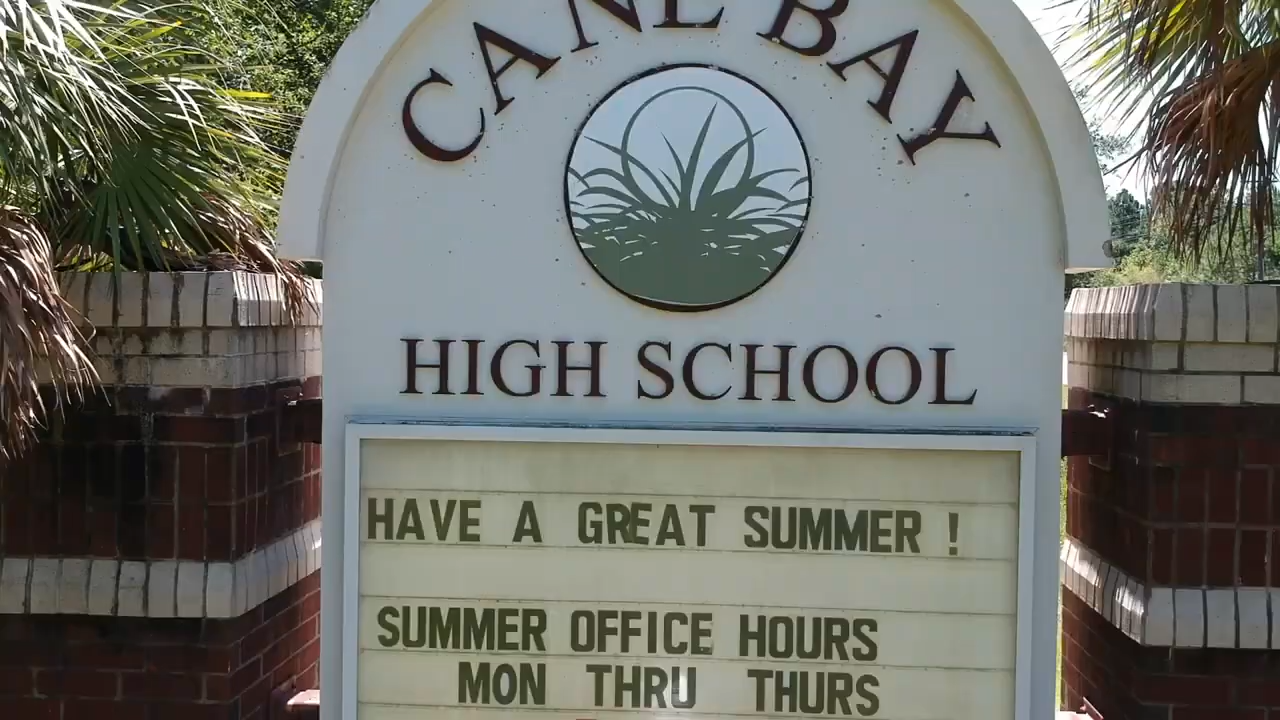 CANE BAY
HIGH SCHOOL
HAVE A GREAT SUMMER !
SUMMER OFFICE HOURS
MON THRU THURS